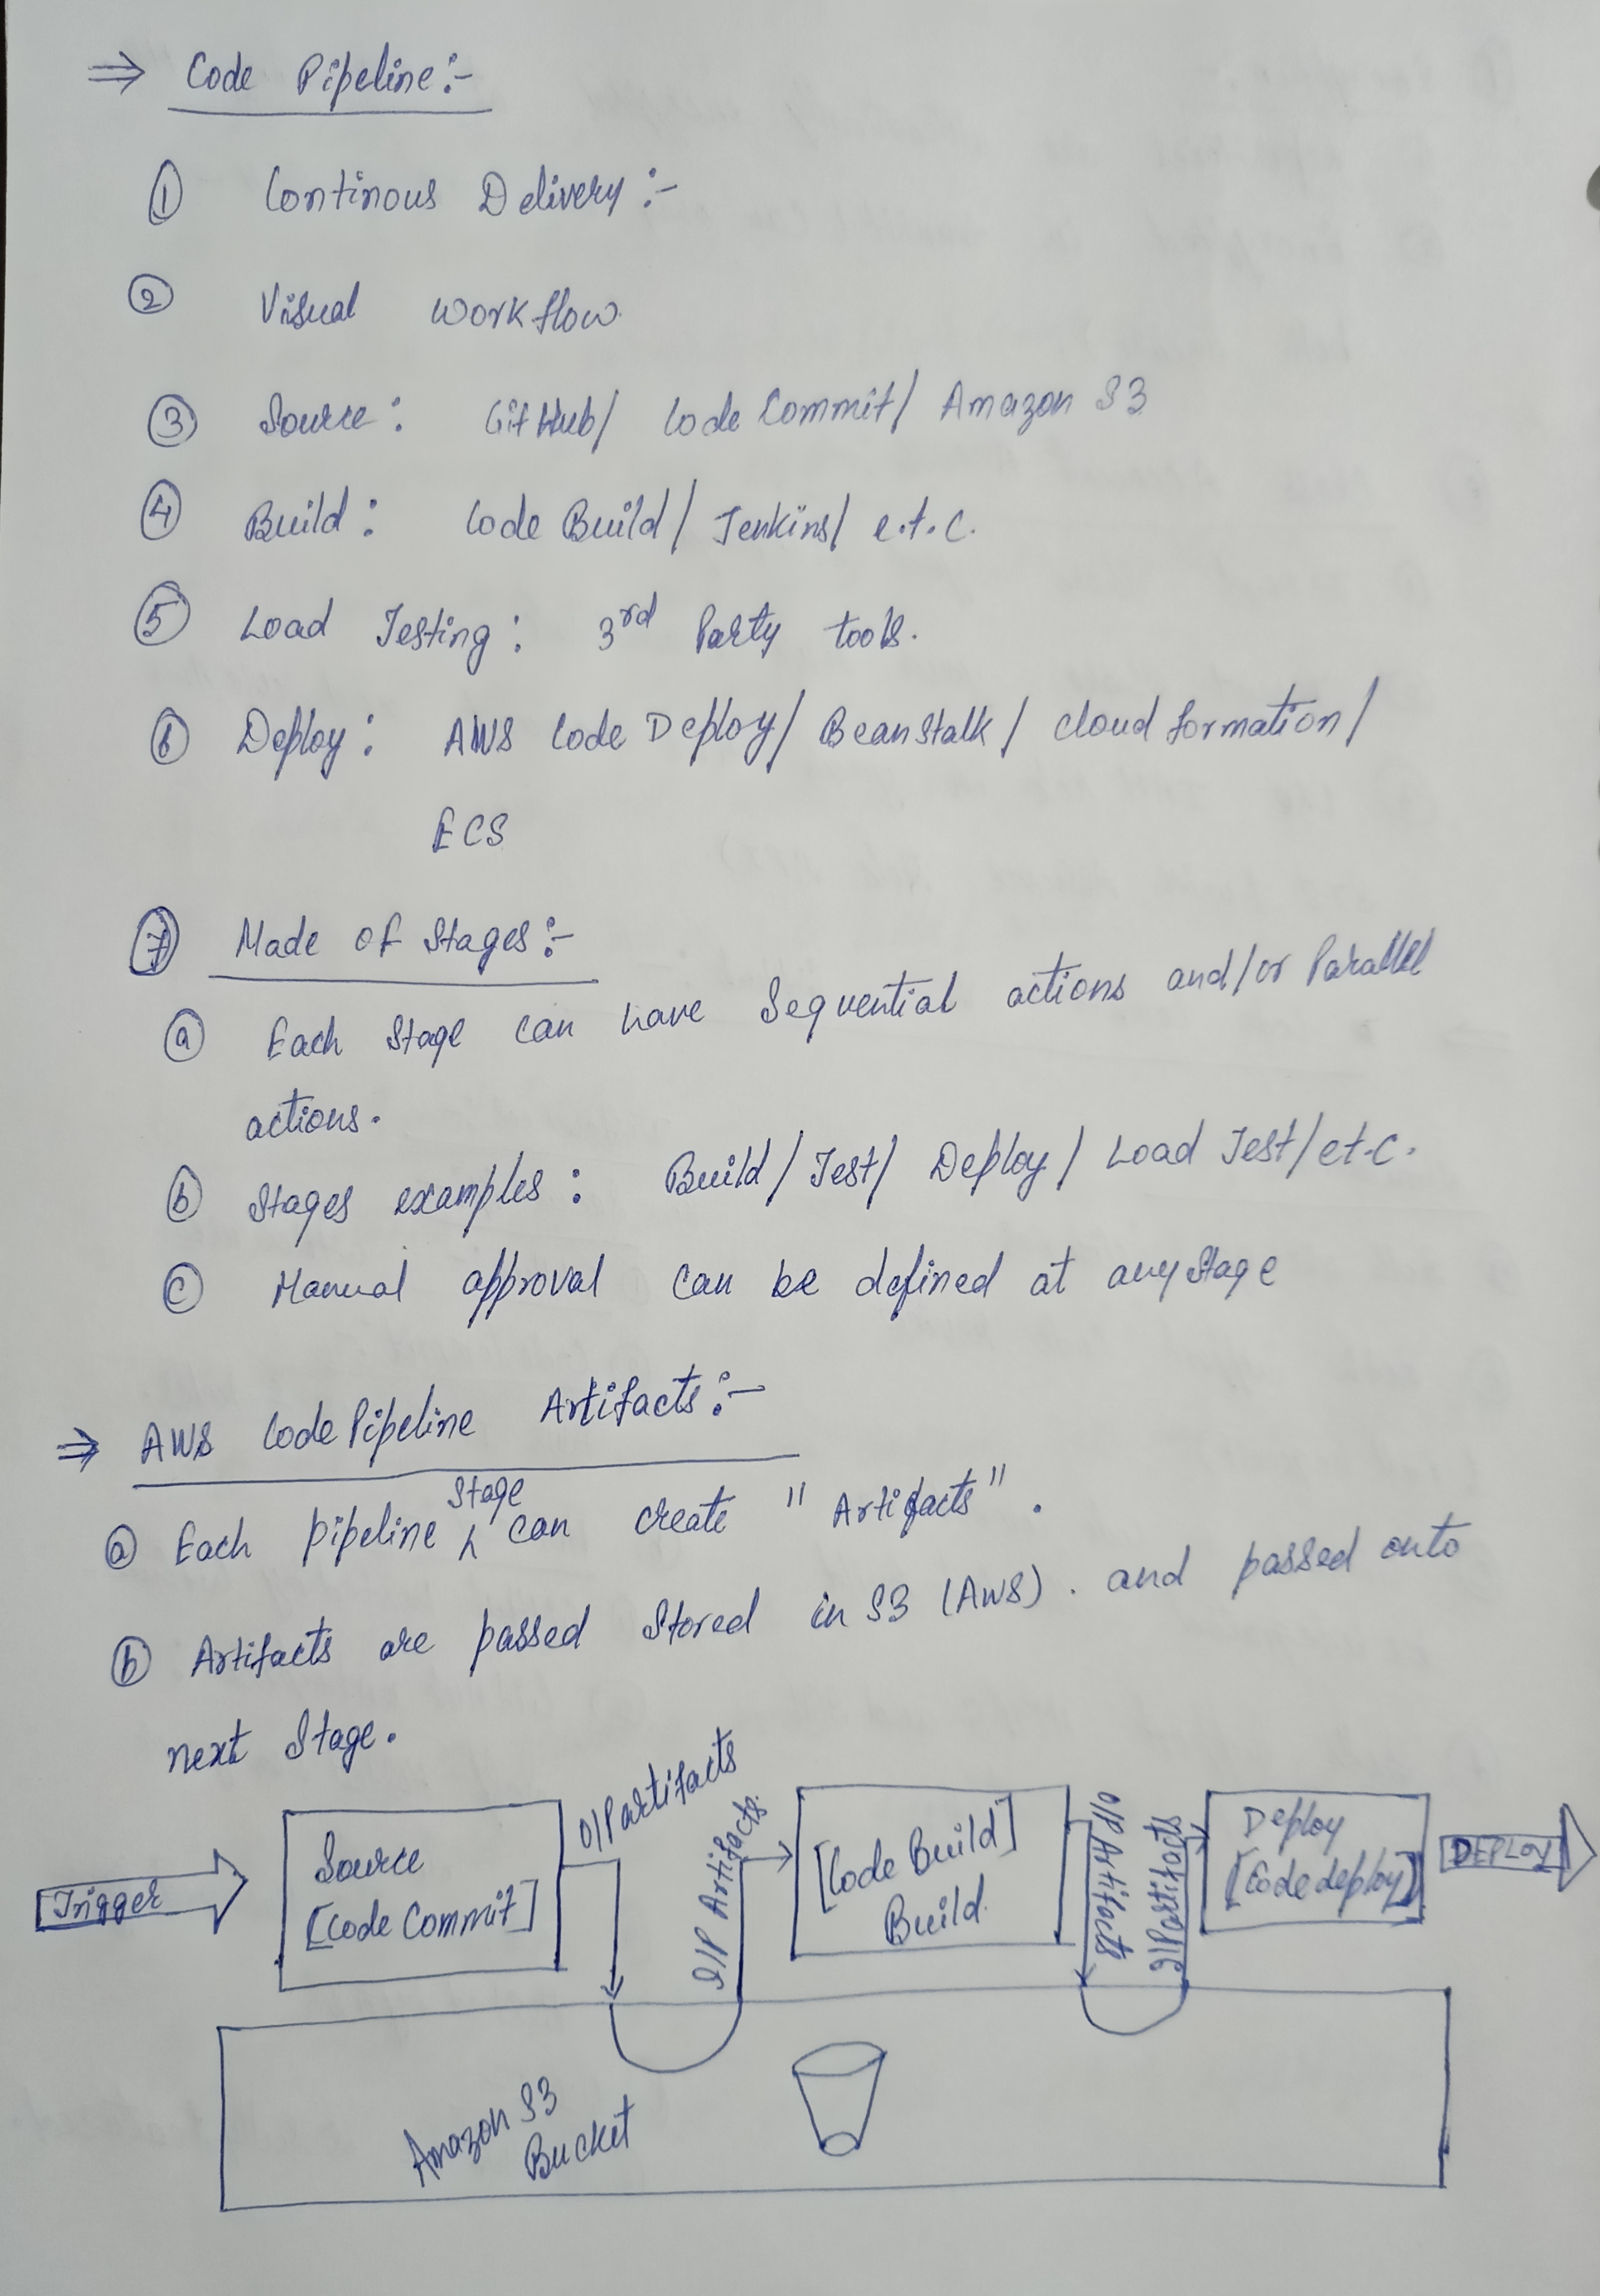 ⇒ Code Pipeline :-
① Continous Delivery :-
② Visual Workflow
③ Source : GitHub/ Code Commit/ Amazon S3
④ Build : Code Build/ Jenkins/ e.t.c.
⑤ Load Testing : 3rd Party tools.
⑥ Deploy : AWS Code Deploy/ BeanStalk/ cloud formation/
ECS
⑦ Made of Stages :-
ⓐ Each Stage can have Sequential actions and/or Parallel
actions.
ⓑ Stages examples : Build/ Test/ Deploy/ Load Test/ et.c.
ⓒ Manual approval can be defined at any Stage
⇒ AWS Code Pipeline Artifacts :-
Stage
ⓐ Each pipeline can create "Artifacts".
ⓑ Artifacts are passed Stored in S3 (AWS). and passed onto
next Stage.
Trigger
Source
[Code Commit]
O/P artifacts
I/P Artifacts.
[Code Build]
Build.
O/P Artifacts
I/P artifacts
Deploy
[Code deploy]
DEPLOY
Amazon S3
Bucket